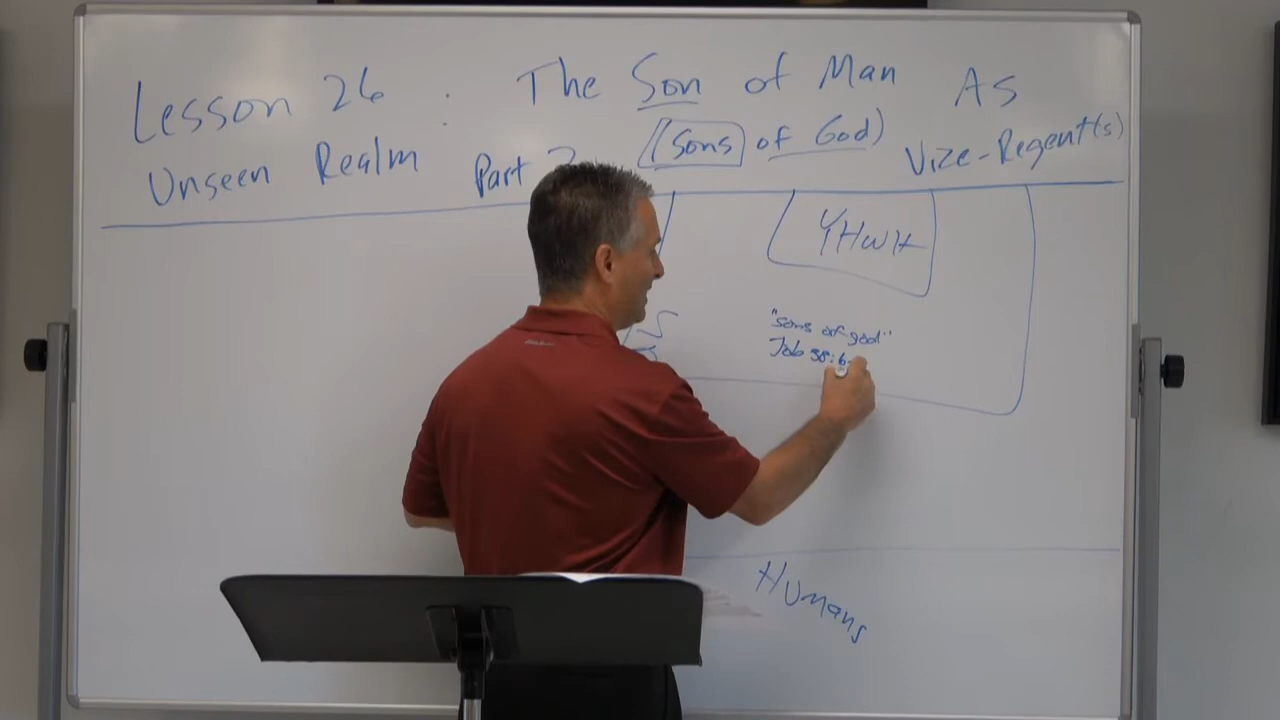 Lesson 26 : The Son of Man As
Unseen Realm Part (Sons of God) Vize-Regent(s)
YHWH
"sons of god"
Job 38:6-
Humans